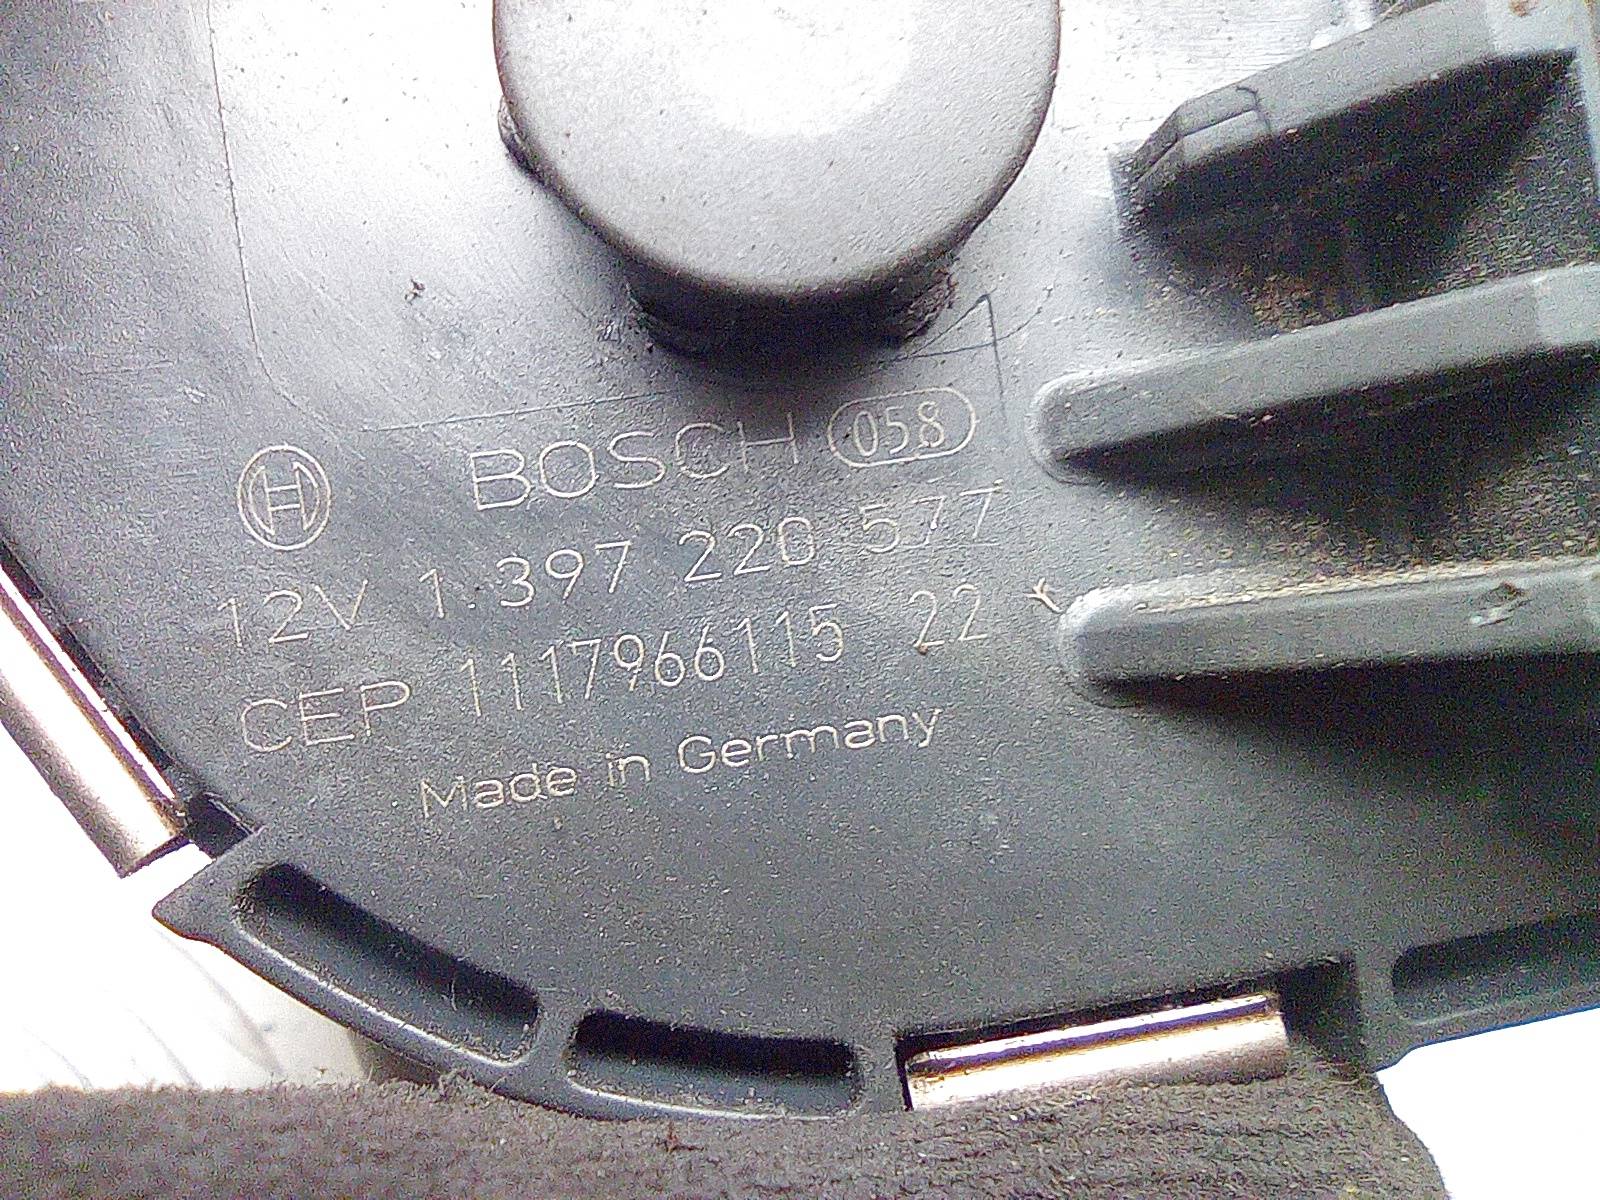 BOSCH 058
12V 1 397 220 577
CEP 1117966115 22
Made in Germany